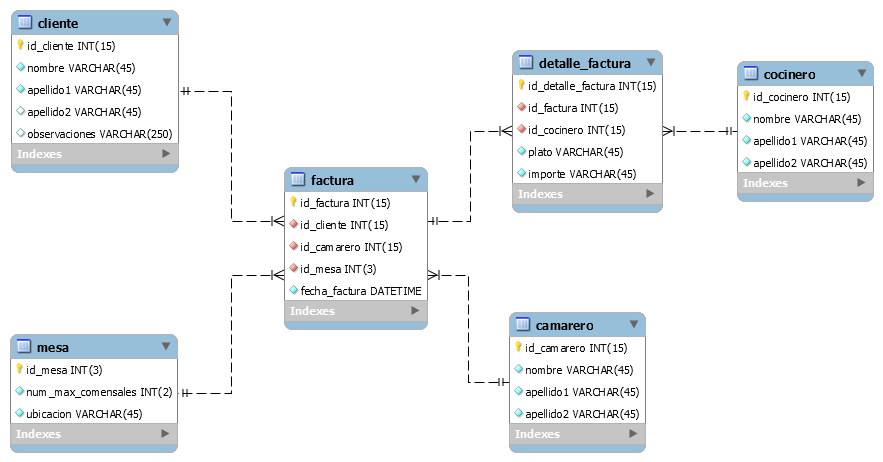 cliente
id_cliente INT(15)
nombre VARCHAR(45)
apellido1 VARCHAR(45)
apellido2 VARCHAR(45)
observaciones VARCHAR(250)
Indexes
detalle_factura
id_detalle_factura INT(15)
id_factura INT(15)
id_cocinero INT(15)
plato VARCHAR(45)
importe VARCHAR(45)
Indexes
cocinero
id_cocinero INT(15)
nombre VARCHAR(45)
apellido1 VARCHAR(45)
apellido2 VARCHAR(45)
Indexes
factura
id_factura INT(15)
id_cliente INT(15)
id_camarero INT(15)
id_mesa INT(3)
fecha_factura DATETIME
Indexes
mesa
id_mesa INT(3)
num_max_comensales INT(2)
ubicacion VARCHAR(45)
Indexes
camarero
id_camarero INT(15)
nombre VARCHAR(45)
apellido1 VARCHAR(45)
apellido2 VARCHAR(45)
Indexes